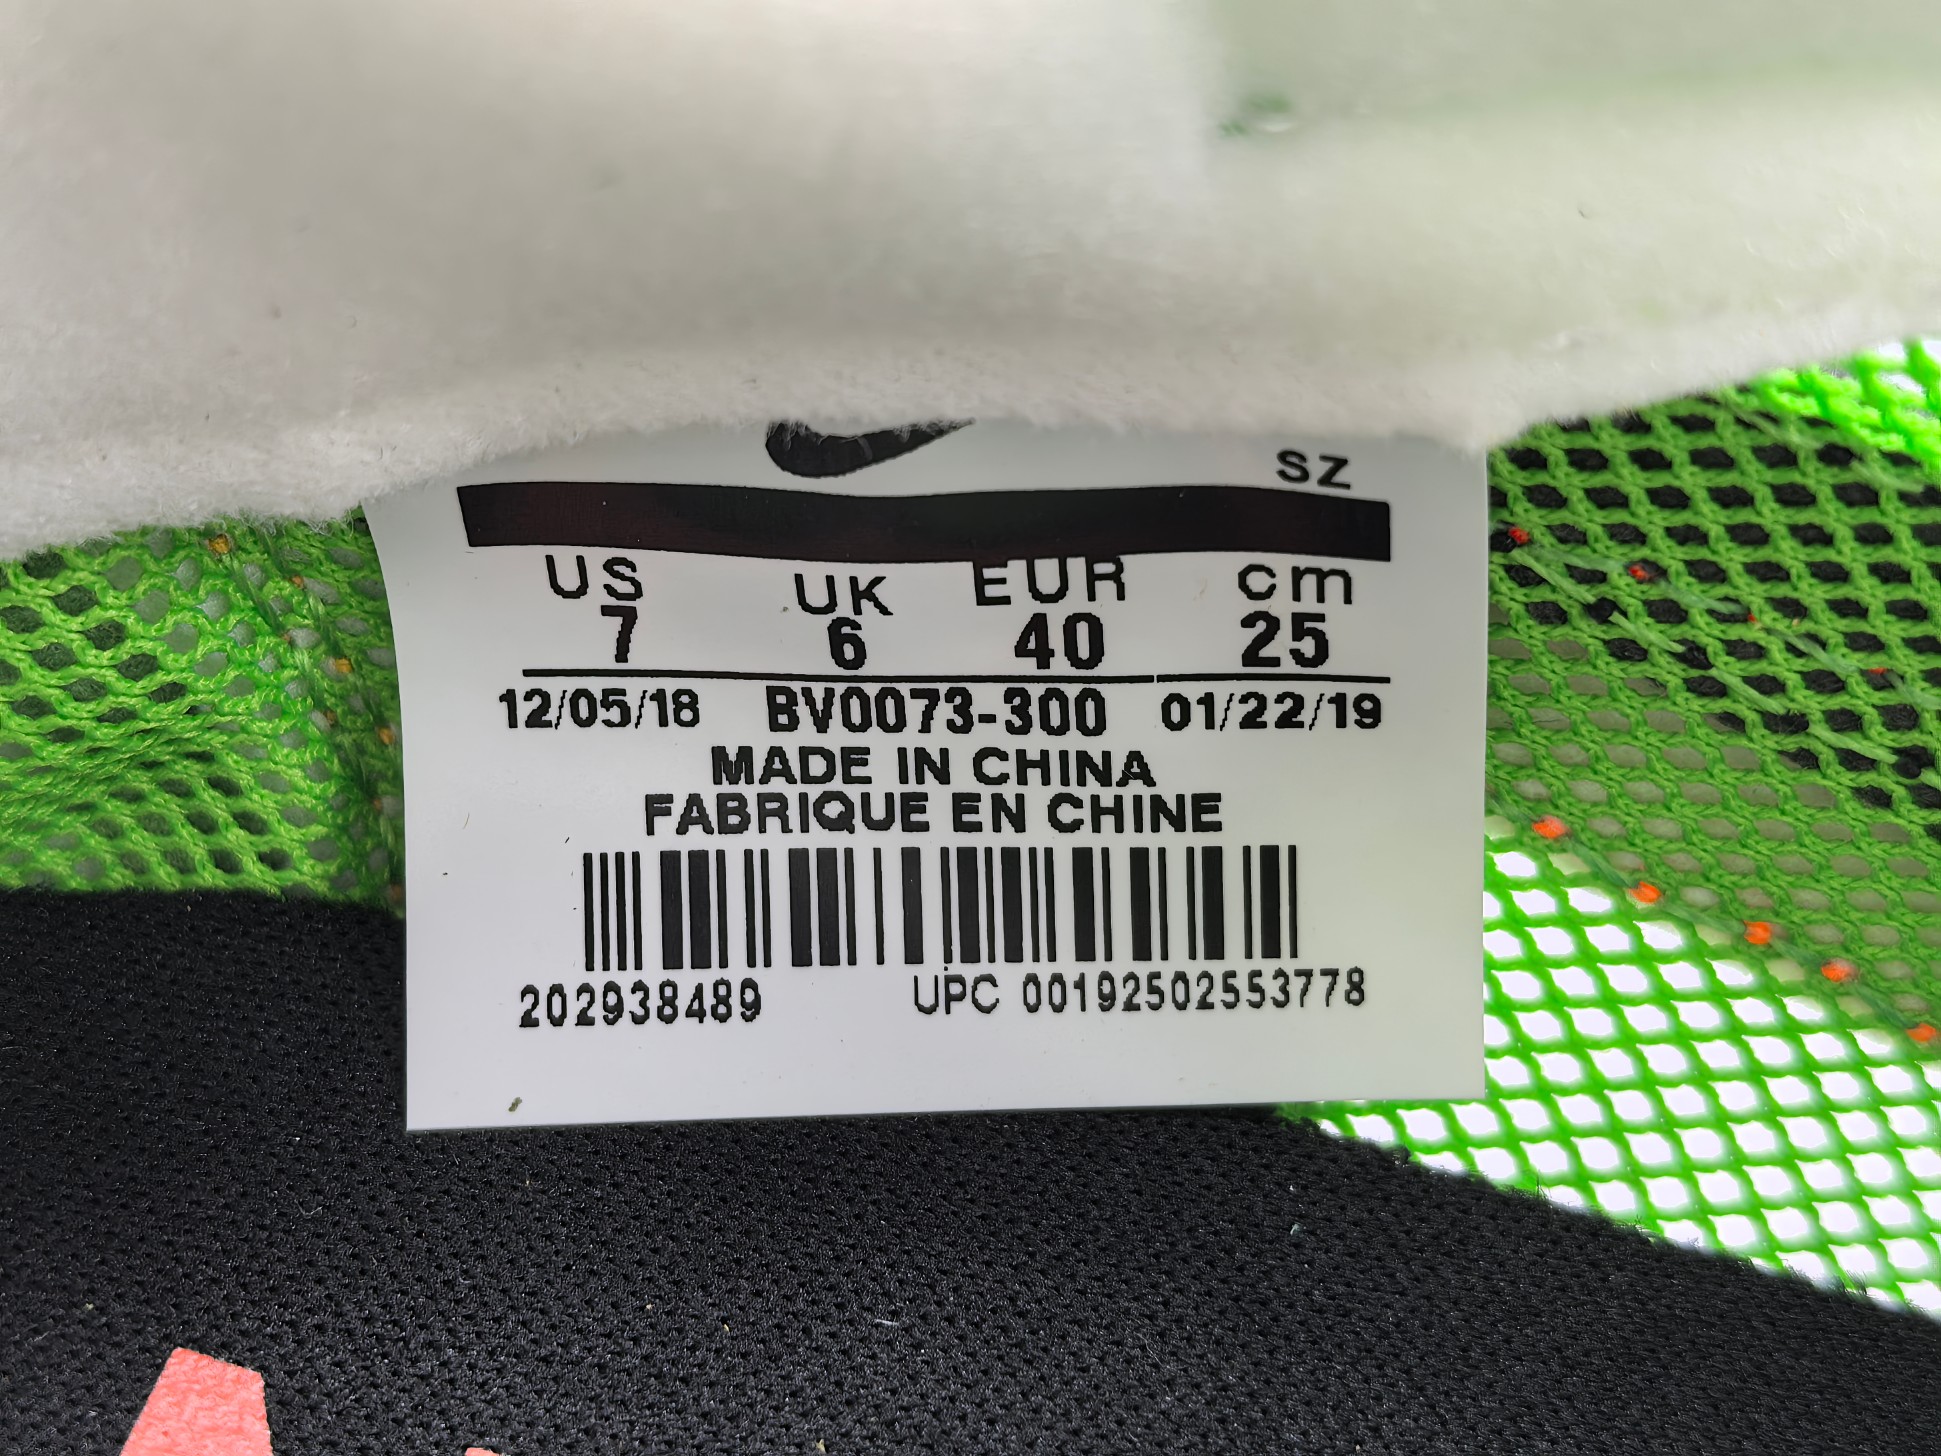 SZ
US UK EUR cm
7 6 40 25
12/05/18 BV0073-300 01/22/19
MADE IN CHINA
FABRIQUE EN CHINE
202938489 UPC 00192502553778